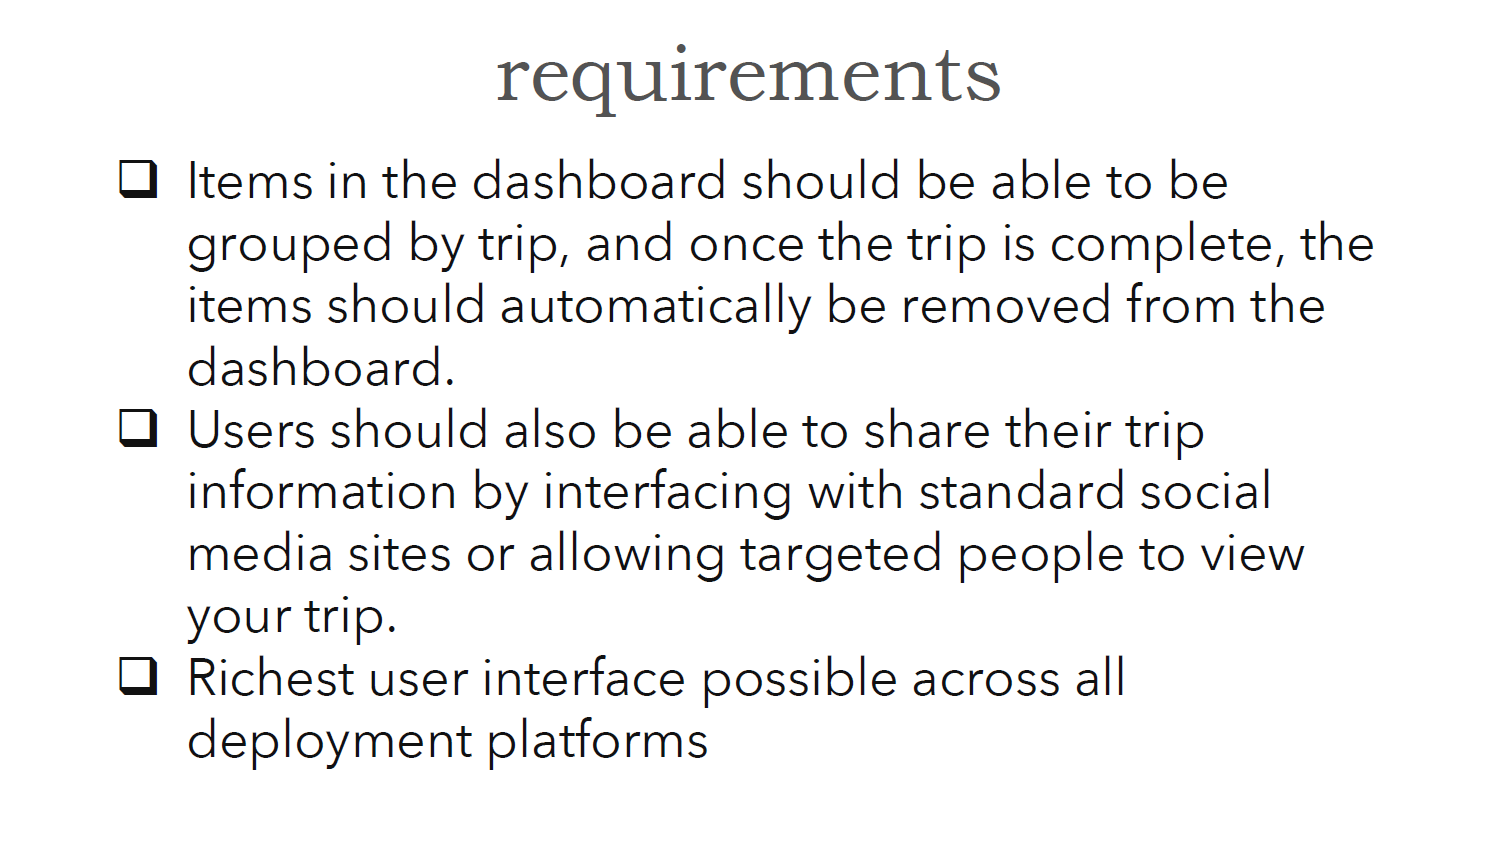 requirements
Items in the dashboard should be able to be
grouped by trip, and once the trip is complete, the
items should automatically be removed from the
dashboard.
Users should also be able to share their trip
information by interfacing with standard social
media sites or allowing targeted people to view
your trip.
Richest user interface possible across all
deployment platforms